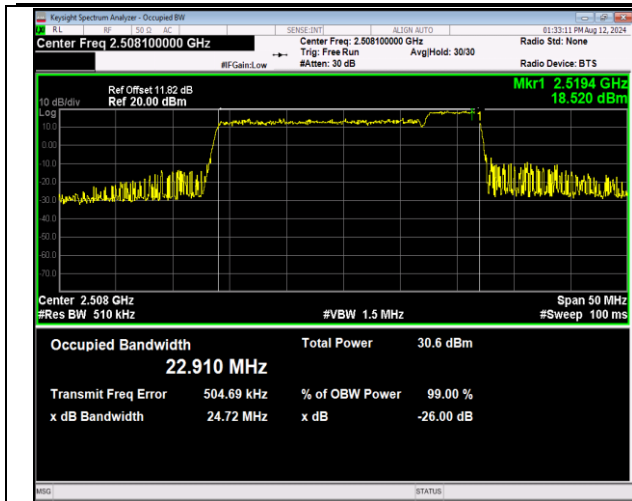 Keysight Spectrum Analyzer - Occupied BW
RL RF 50 Ω AC SENSE:INT ALIGN AUTO 01:33:11 PM Aug 12, 2024
Center Freq 2.508100000 GHz Center Freq: 2.508100000 GHz Radio Std: None
Trig: Free Run Avg|Hold: 30/30
#IFGain:Low #Atten: 30 dB Radio Device: BTS
Ref Offset 11.82 dB Mkr1 2.5194 GHz
10 dB/div Ref 20.00 dBm 18.520 dBm
Log
10.0
0.00
-10.0
-20.0
-30.0
-40.0
-50.0
-60.0
-70.0
Center 2.508 GHz Span 50 MHz
#Res BW 510 kHz #VBW 1.5 MHz #Sweep 100 ms
Occupied Bandwidth Total Power 30.6 dBm
22.910 MHz
Transmit Freq Error 504.69 kHz % of OBW Power 99.00 %
x dB Bandwidth 24.72 MHz x dB -26.00 dB
MSG STATUS